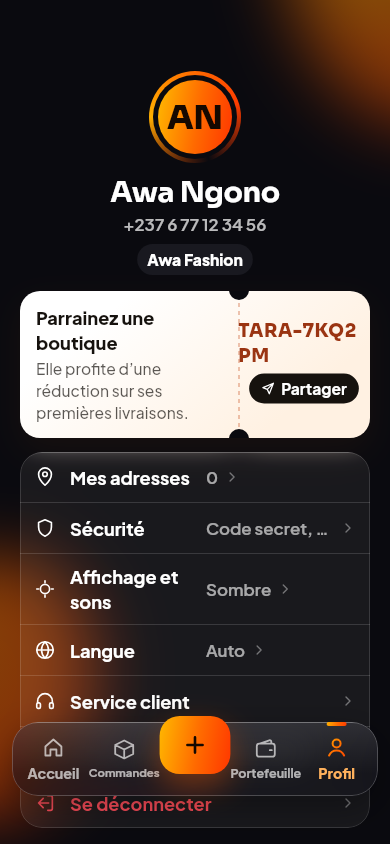 AN
Awa Ngono
+237 6 77 12 34 56
Awa Fashion
Parrainez une
boutique
Elle profite d’une
réduction sur ses
premières livraisons.
TARA-7KQ2
PM
Partager
Mes adresses 0
Sécurité Code secret, …
Affichage et
sons
Sombre
Langue Auto
Service client
Accueil Commandes Portefeuille Profil
Se déconnecter